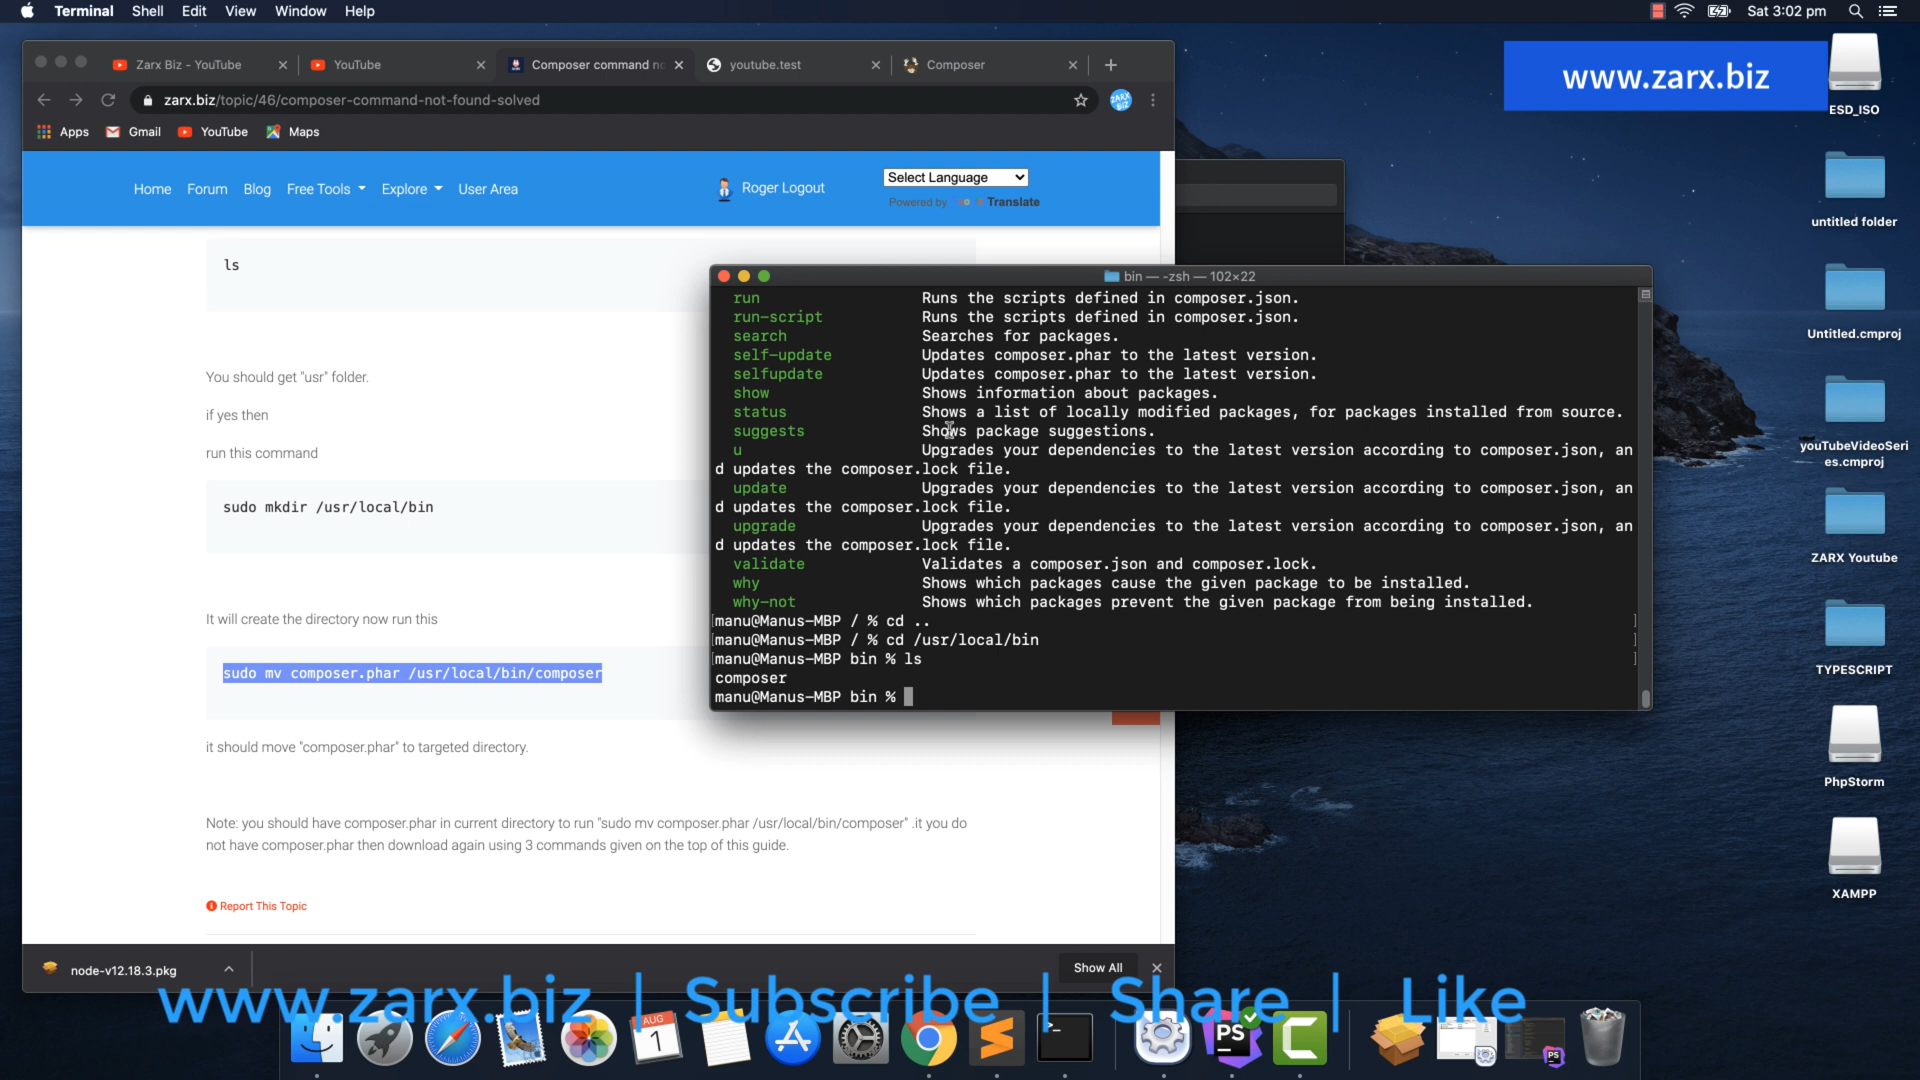 Terminal Shell Edit View Window Help
Sat 3:02 pm
Zarx Biz - YouTube
YouTube
Composer command no
youtube.test
Composer
zarx.biz/topic/46/composer-command-not-found-solved
ZARX
BIZ
Apps Gmail YouTube Maps
www.zarx.biz
Home Forum Blog Free Tools Explore User Area
Roger Logout
Select Language
Powered by Translate
ls
You should get "usr" folder.
if yes then
run this command
sudo mkdir /usr/local/bin
It will create the directory now run this
sudo mv composer.phar /usr/local/bin/composer
it should move "composer.phar" to targeted directory.
Note: you should have composer.phar in current directory to run "sudo mv composer.phar /usr/local/bin/composer" .it you do
not have composer.phar then download again using 3 commands given on the top of this guide.
Report This Topic
bin — -zsh — 102×22
run Runs the scripts defined in composer.json.
run-script Runs the scripts defined in composer.json.
search Searches for packages.
self-update Updates composer.phar to the latest version.
selfupdate Updates composer.phar to the latest version.
show Shows information about packages.
status Shows a list of locally modified packages, for packages installed from source.
suggests Shows package suggestions.
u Upgrades your dependencies to the latest version according to composer.json, an
d updates the composer.lock file.
update Upgrades your dependencies to the latest version according to composer.json, an
d updates the composer.lock file.
upgrade Upgrades your dependencies to the latest version according to composer.json, an
d updates the composer.lock file.
validate Validates a composer.json and composer.lock.
why Shows which packages cause the given package to be installed.
why-not Shows which packages prevent the given package from being installed.
[manu@Manus-MBP / % cd .. ]
[manu@Manus-MBP / % cd /usr/local/bin ]
[manu@Manus-MBP bin % ls ]
composer
manu@Manus-MBP bin %
ESD_ISO
untitled folder
Untitled.cmproj
youTubeVideoSeri
es.cmproj
ZARX Youtube
TYPESCRIPT
PhpStorm
XAMPP
node-v12.18.3.pkg
Show All
www.zarx.biz | Subscribe | Share | Like
AUG
1
PS
PS